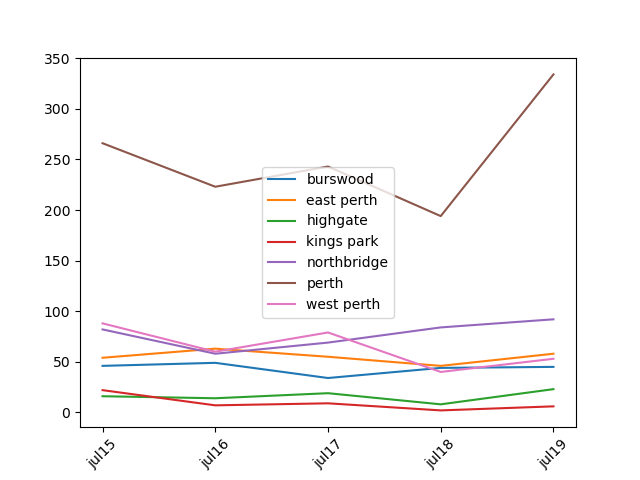 350
300
250
200
150
100
50
0
burswood
east perth
highgate
kings park
northbridge
perth
west perth
jul15
jul16
jul17
jul18
jul19